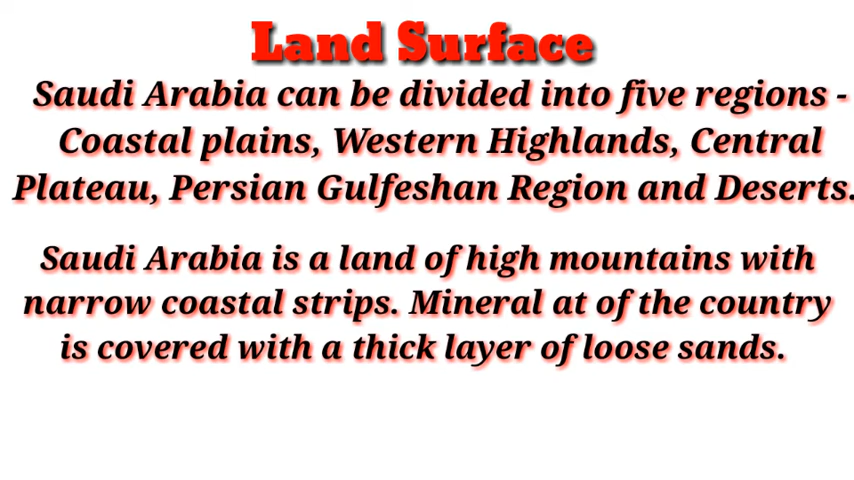 Land Surface
Saudi Arabia can be divided into five regions -
Coastal plains, Western Highlands, Central
Plateau, Persian Gulfeshan Region and Deserts.
Saudi Arabia is a land of high mountains with
narrow coastal strips. Mineral at of the country
is covered with a thick layer of loose sands.